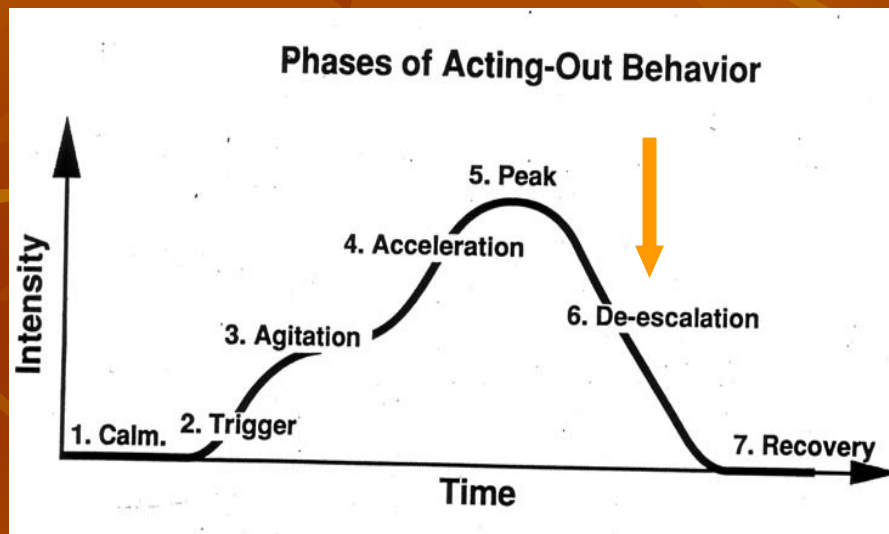 Phases of Acting-Out Behavior
Intensity
5. Peak
4. Acceleration
3. Agitation
6. De-escalation
1. Calm.
2. Trigger
7. Recovery
Time